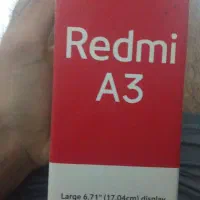 Redmi
A3
Large 6.71" (17.04cm) display